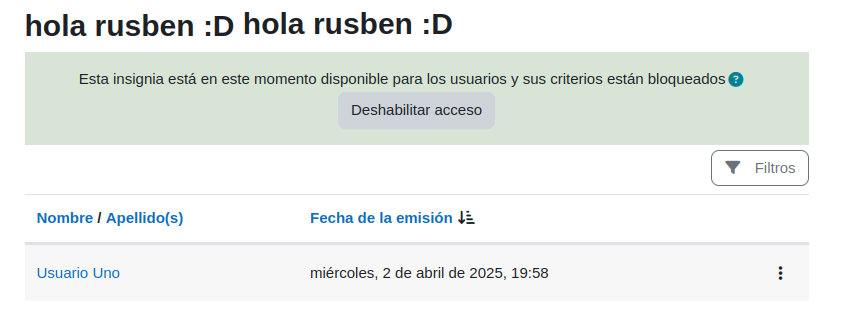 hola rusben :D hola rusben :D
Esta insignia está en este momento disponible para los usuarios y sus criterios están bloqueados ?
Deshabilitar acceso
Filtros
Nombre / Apellido(s) Fecha de la emisión
Usuario Uno miércoles, 2 de abril de 2025, 19:58